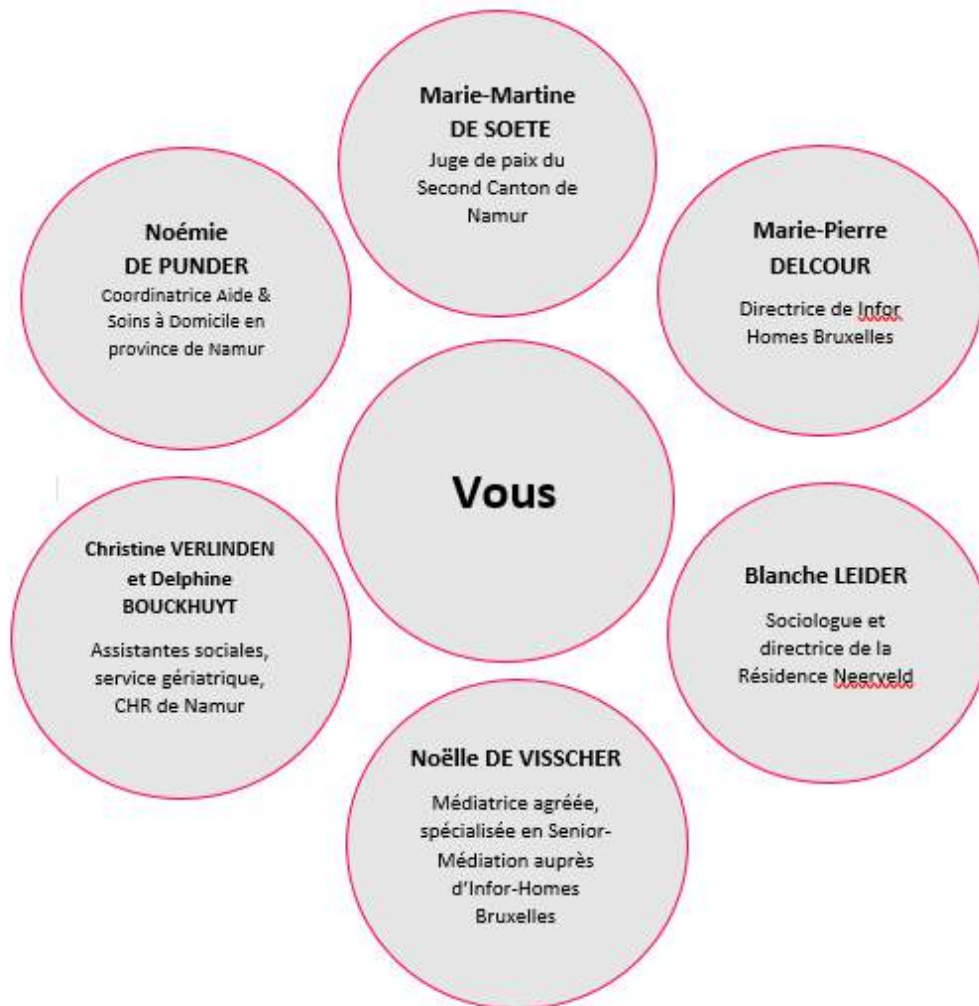 Marie-Martine
DE SOETE
Juge de paix du
Second Canton de
Namur
Noémie
DE PUNDER
Coordinatrice Aide &
Soins à Domicile en
province de Namur
Marie-Pierre
DELCOUR
Directrice de Infor
Homes Bruxelles
Vous
Christine VERLINDEN
et Delphine
BOUCKHUYT
Assistantes sociales,
service gériatrique,
CHR de Namur
Blanche LEIDER
Sociologue et
directrice de la
Résidence Neerveld
Noëlle DE VISSCHER
Médiatrice agréée,
spécialisée en Senior-
Médiation auprès
d'Infor-Homes
Bruxelles